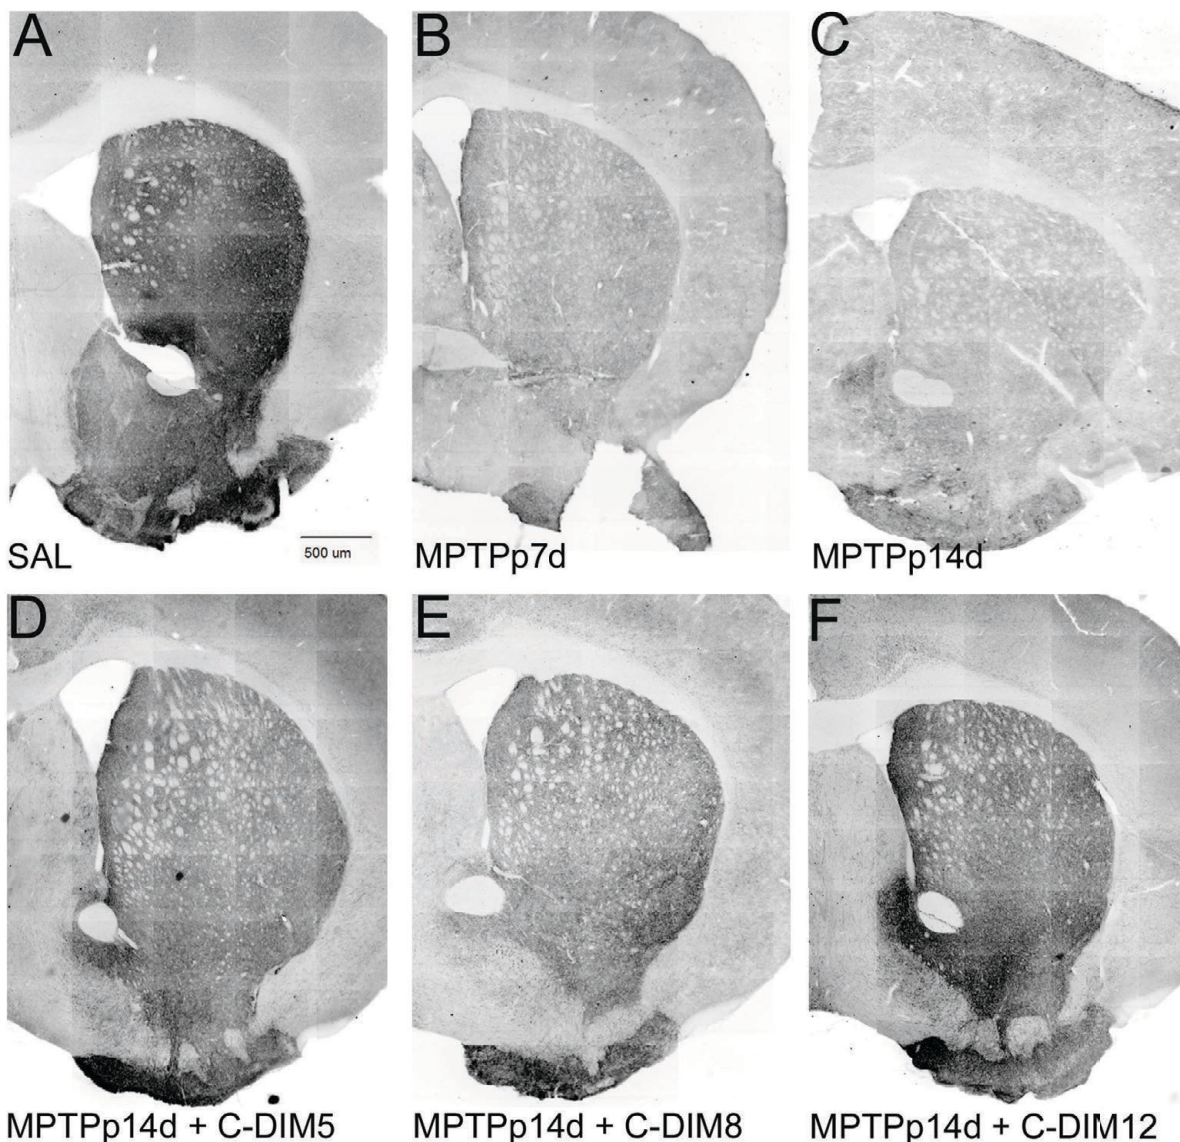 A
B
C
SAL
500 um
MPTPp7d
MPTPp14d
D
E
F
MPTPp14d + C-DIM5
MPTPp14d + C-DIM8
MPTPp14d + C-DIM12